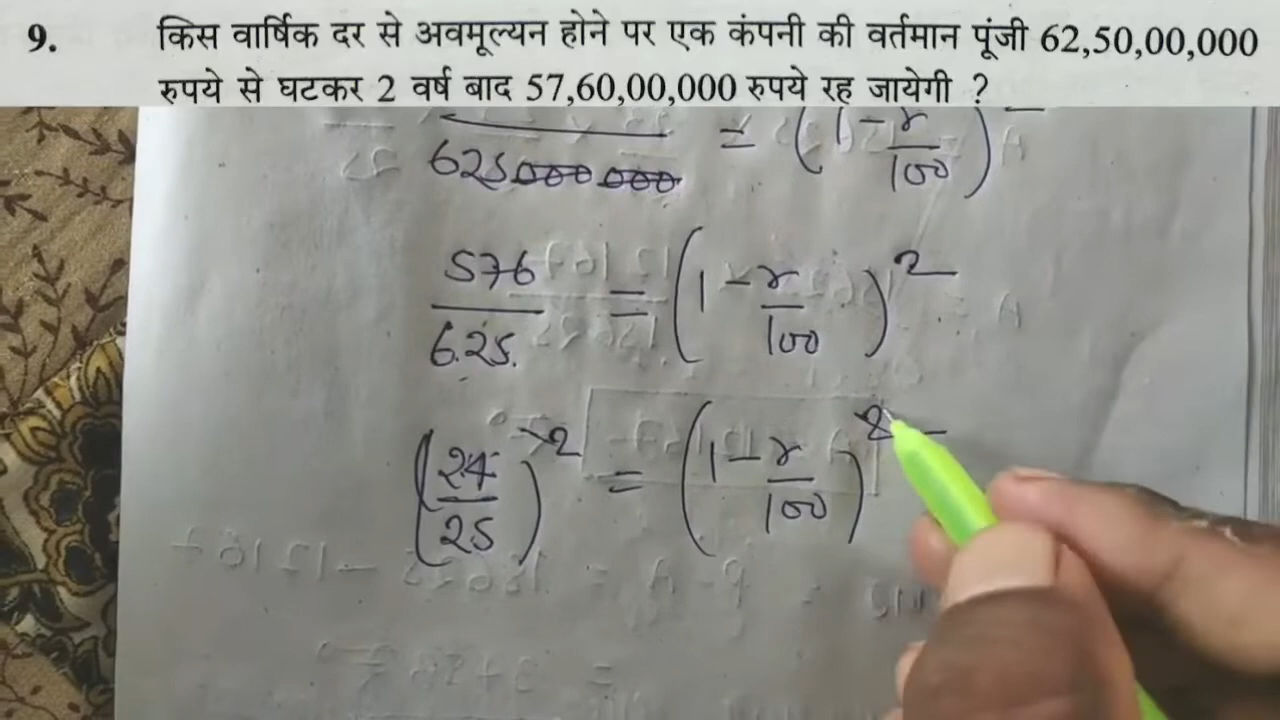 9. किस वार्षिक दर से अवमूल्यन होने पर एक कंपनी की वर्तमान पूंजी 62,50,00,000
रुपये से घटकर 2 वर्ष बाद 57,60,00,000 रुपये रह जायेगी ?
625000000 = (1 - r/100)
576/625 = (1 - r/100)^2
(24/25)^2 = (1 - r/100)^2